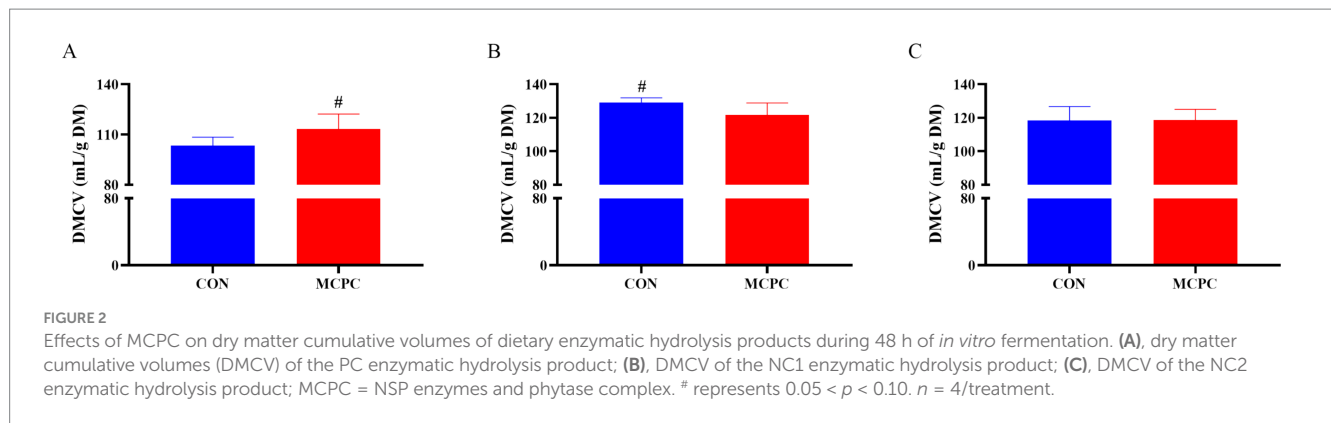 A
B
C
DMCV (mL/g DM)
140
110
80
80
0
CON
MCPC
#
DMCV (mL/g DM)
140
120
100
80
80
0
CON
MCPC
#
DMCV (mL/g DM)
140
120
100
80
80
0
CON
MCPC
FIGURE 2
Effects of MCPC on dry matter cumulative volumes of dietary enzymatic hydrolysis products during 48 h of in vitro fermentation. (A), dry matter
cumulative volumes (DMCV) of the PC enzymatic hydrolysis product; (B), DMCV of the NC1 enzymatic hydrolysis product; (C), DMCV of the NC2
enzymatic hydrolysis product; MCPC = NSP enzymes and phytase complex. # represents 0.05 < p < 0.10. n = 4/treatment.